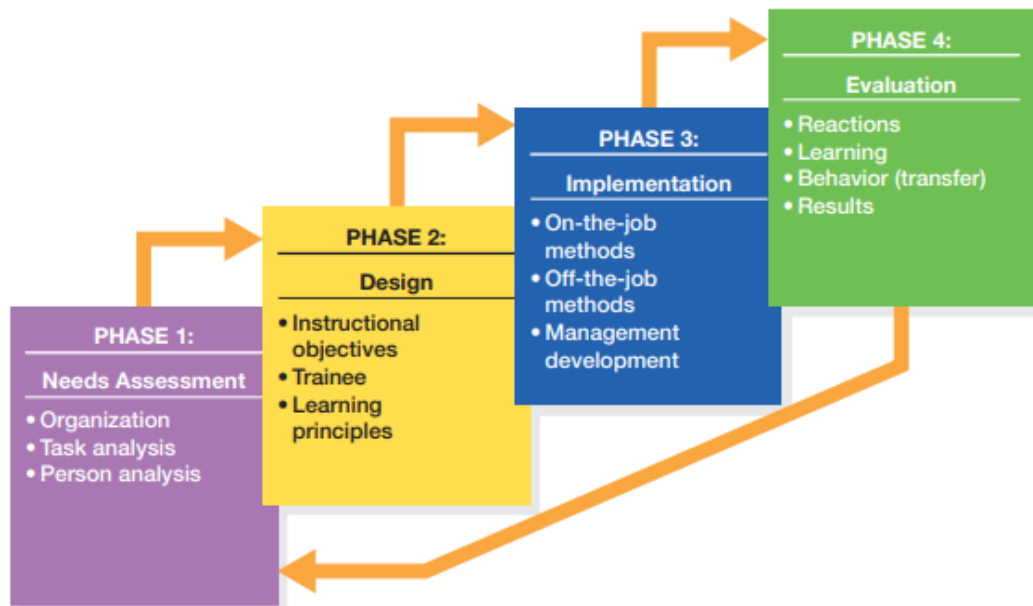 PHASE 1:
Needs Assessment
• Organization
• Task analysis
• Person analysis
PHASE 2:
Design
• Instructional
objectives
• Trainee
• Learning
principles
PHASE 3:
Implementation
• On-the-job
methods
• Off-the-job
methods
• Management
development
PHASE 4:
Evaluation
• Reactions
• Learning
• Behavior (transfer)
• Results